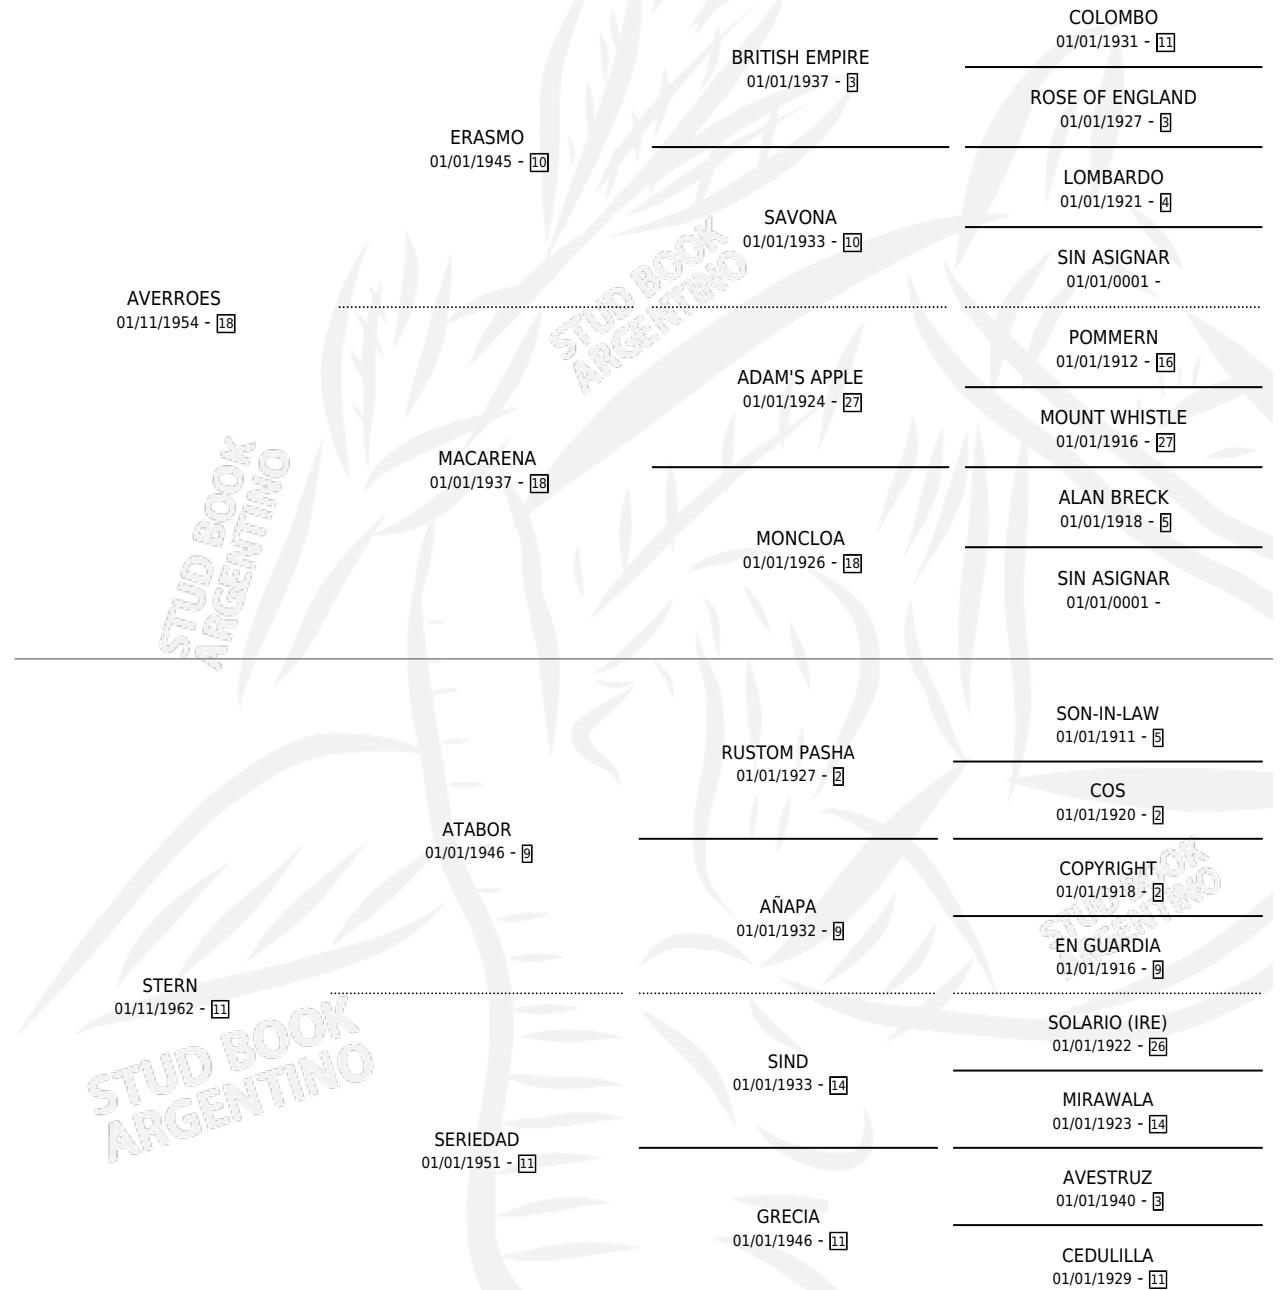 COLOMBO
01/01/1931 - 11
BRITISH EMPIRE
01/01/1937 - 3
ROSE OF ENGLAND
01/01/1927 - 3
ERASMO
01/01/1945 - 10
LOMBARDO
01/01/1921 - 4
SAVONA
01/01/1933 - 10
SIN ASIGNAR
01/01/0001 -
AVERROES
01/11/1954 - 18
POMMERN
01/01/1912 - 16
ADAM'S APPLE
01/01/1924 - 27
MOUNT WHISTLE
01/01/1916 - 27
MACARENA
01/01/1937 - 18
ALAN BRECK
01/01/1918 - 5
MONCLOA
01/01/1926 - 18
SIN ASIGNAR
01/01/0001 -
SON-IN-LAW
01/01/1911 - 5
RUSTOM PASHA
01/01/1927 - 2
COS
01/01/1920 - 2
ATABOR
01/01/1946 - 9
COPYRIGHT
01/01/1918 - 2
AÑAPA
01/01/1932 - 9
EN GUARDIA
01/01/1916 - 9
STERN
01/11/1962 - 11
SOLARIO (IRE)
01/01/1922 - 26
SIND
01/01/1933 - 14
MIRAWALA
01/01/1923 - 14
SERIEDAD
01/01/1951 - 11
AVESTRUZ
01/01/1940 - 3
GRECIA
01/01/1946 - 11
CEDULILLA
01/01/1929 - 11
STUD BOOK
ARGENTINO
STUD BOOK
ARGENTINO
STUD BOOK
ARGENTINO
STUD BOOK
ARGENTINO